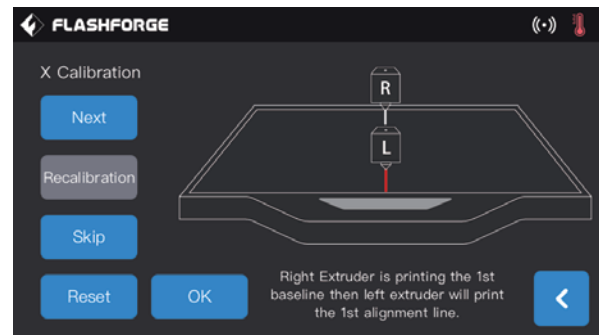 FLASHFORGE
X Calibration
R
Next
L
Recalibration
Skip
Right Extruder is printing the 1st
baseline then left extruder will print
the 1st alignment line.
Reset
OK